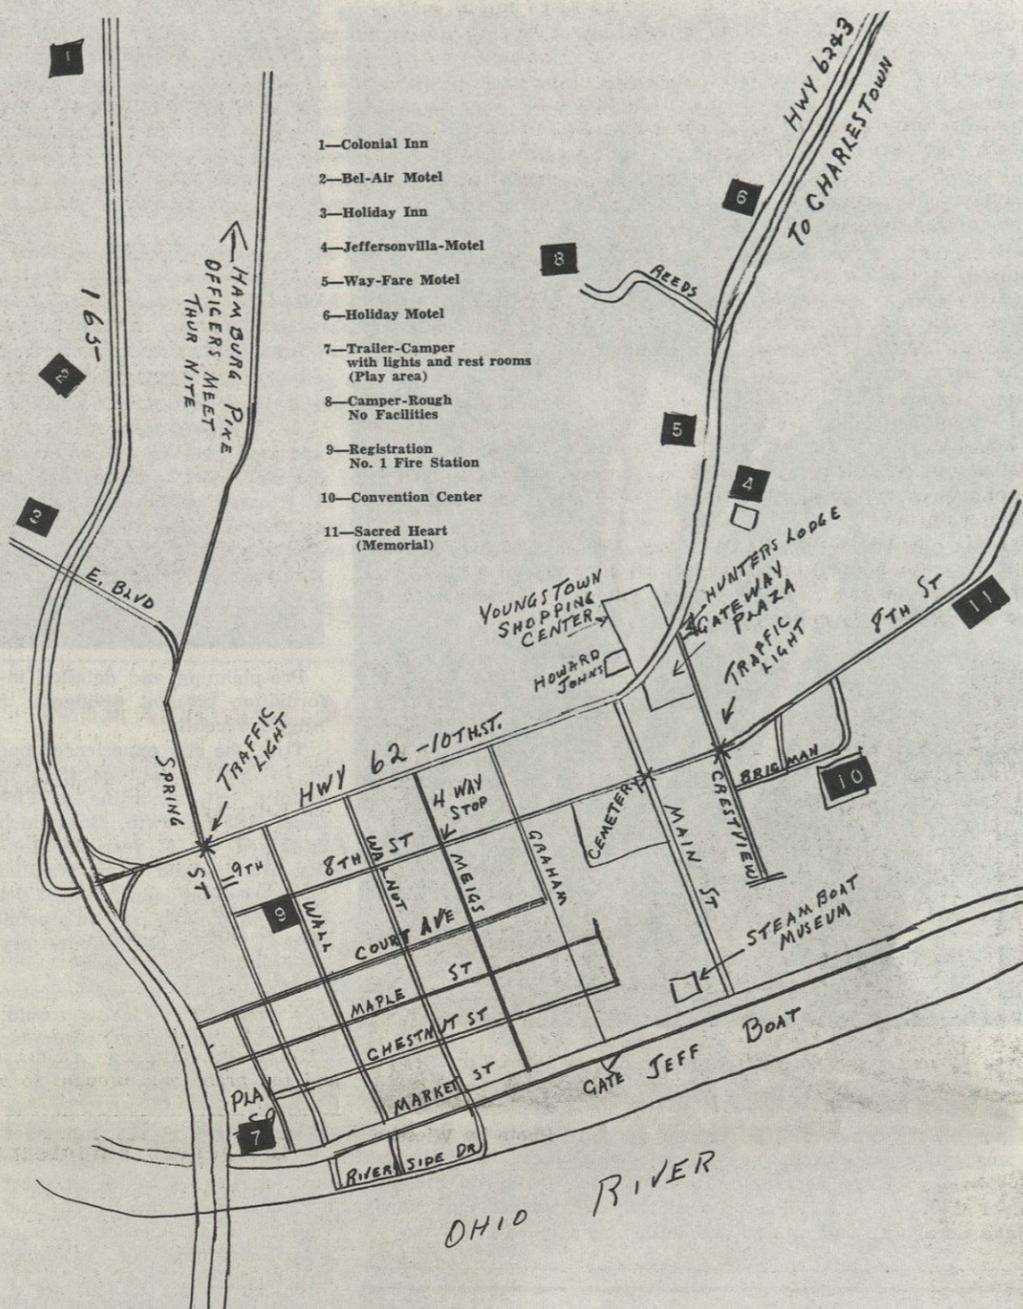 1
HWY 6243
TO CHARLESTOWN
1—Colonial Inn
2—Bel-Air Motel
3—Holiday Inn
4—Jeffersonvilla-Motel
5—Way-Fare Motel
6—Holiday Motel
7—Trailer-Camper
with lights and rest rooms
(Play area)
8—Camper-Rough
No Facilities
9—Registration
No. 1 Fire Station
10—Convention Center
11—Sacred Heart
(Memorial)
6
8
REEDS
HAMBURG PIKE
OFFICERS MEET
THUR NITE
I 65-
2
5
4
3
E. BLVD
HUNTERS LODGE
GATEWAY
PLAZA
YOUNGSTOWN
SHOPPING
CENTER
HOWARD
JOHNS
TRAFFIC
LIGHT
8TH ST
11
TRAFFIC
LIGHT
SPRING
ST
HWY 62-10TH ST.
4 WAY
STOP
BRIGMAN
10
CEMETERY
MAIN
ST
CRESTVIEW
9TH
8TH ST
WALNUT
MEIGS
GRAHAM
9
WALL
COURT AVE
STEAM BOAT
MUSEUM
MAPLE ST
CHESTNUT ST
MARKET ST
GATE JEFF BOAT
PLA
7
RIVERSIDE DR
OHIO RIVER